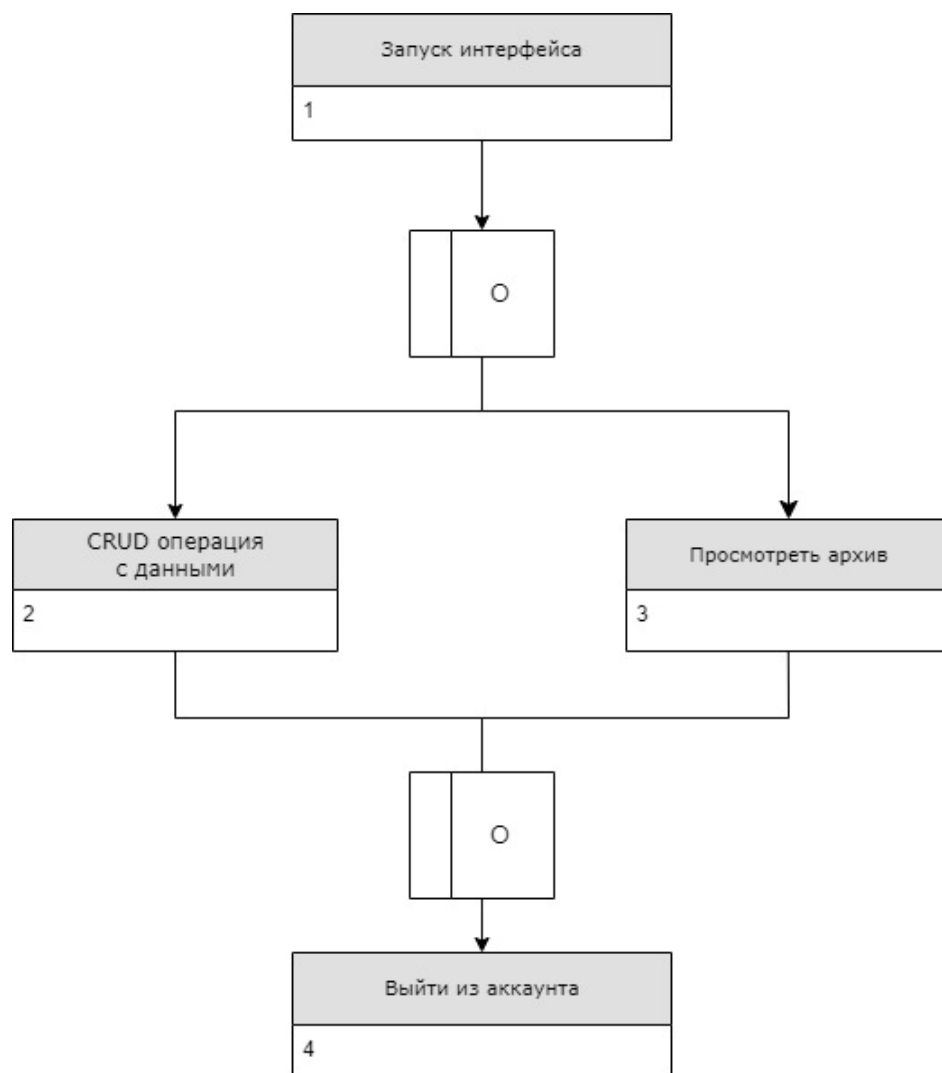 Запуск интерфейса
1
O
CRUD операция
с данными
2
Просмотреть архив
3
O
Выйти из аккаунта
4